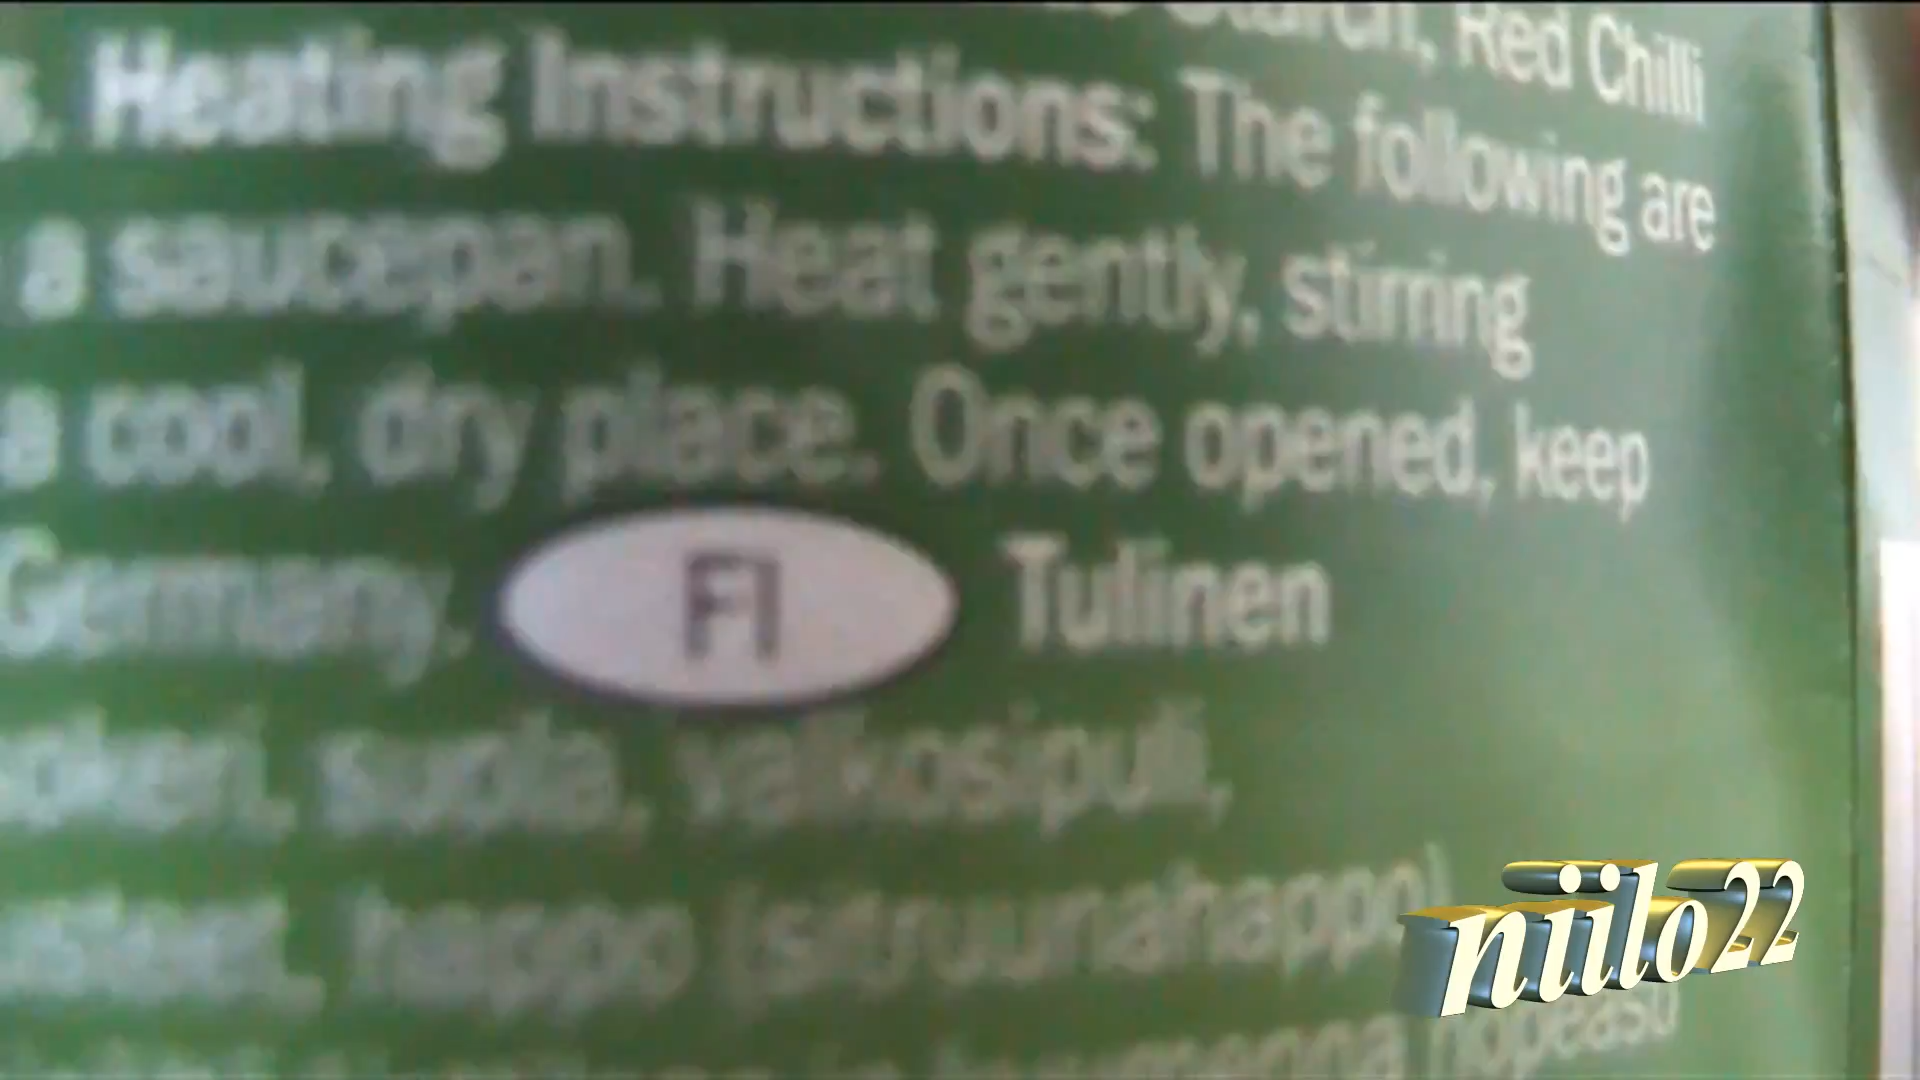 Starch, Red Chilli
s. Heating Instructions: The following are
a saucepan. Heat gently, stirring
a cool, dry place. Once opened, keep
Germany. FI Tulinen
sokeri, suola, valkosipuli,
happo (sitruunahappo)
niilo22